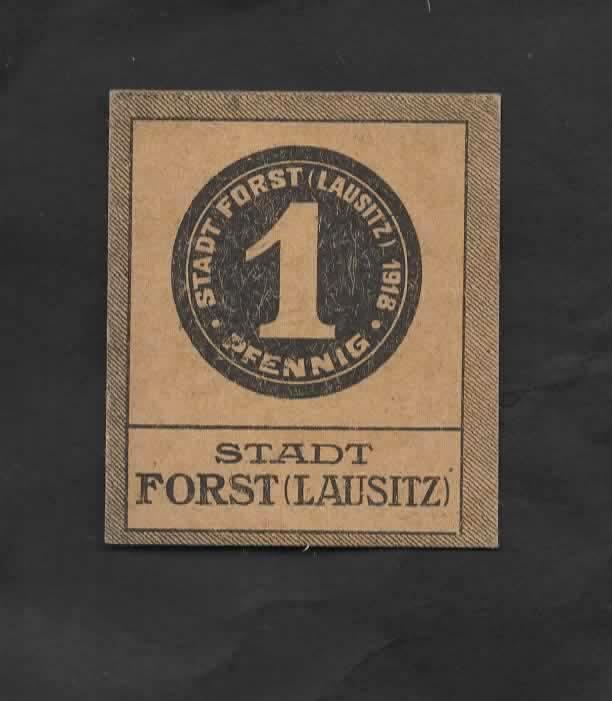 STADT FORST (LAUSITZ) 1918
1
• PFENNIG •
STADT
FORST (LAUSITZ)